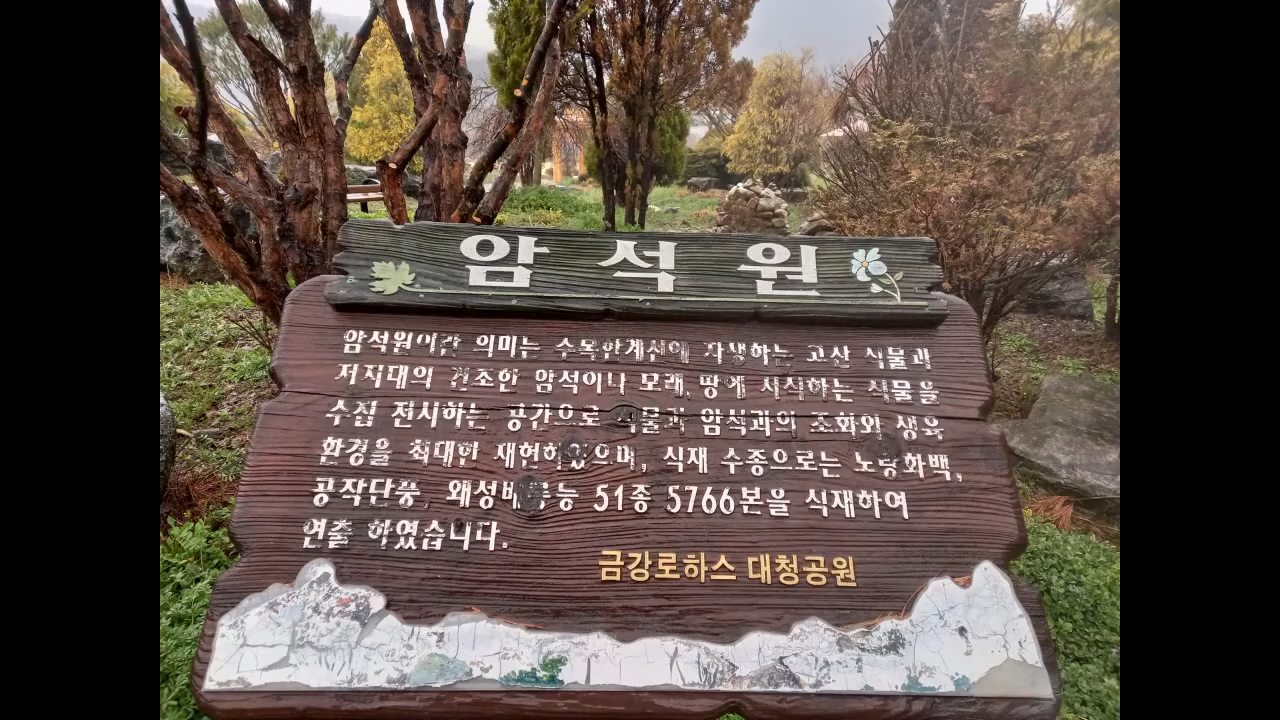 암석원
암석원이란 의미는 수목한계선에 자생하는 고산 식물과
저지대의 건조한 암석이나 모래, 땅에 서식하는 식물을
수집 전시하는 공간으로 식물과 암석과의 조화와 생육
환경을 최대한 재현하였으며, 식재 수종으로는 노랑화백,
공작단풍, 왜성배롱등 51종 5766본을 식재하여
연출 하였습니다.
금강로하스 대청공원